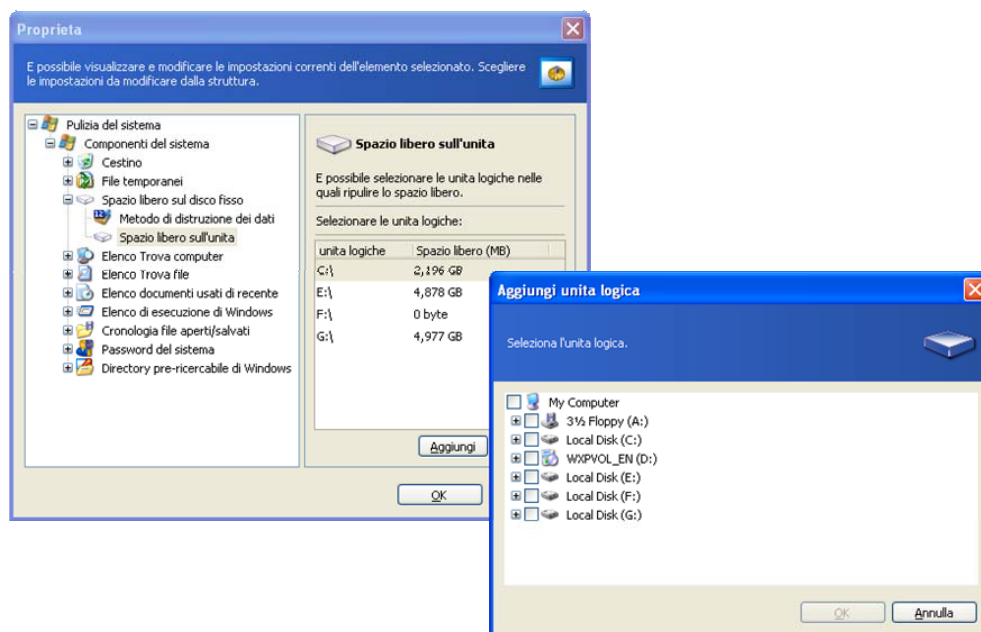 Proprieta
E possibile visualizzare e modificare le impostazioni correnti dell'elemento selezionato. Scegliere
le impostazioni da modificare dalla struttura.
Pulizia del sistema
Componenti del sistema
Cestino
File temporanei
Spazio libero sul disco fisso
Metodo di distruzione dei dati
Spazio libero sull'unita
Elenco Trova computer
Elenco Trova file
Elenco documenti usati di recente
Elenco di esecuzione di Windows
Cronologia file aperti/salvati
Password del sistema
Directory pre-ricercabile di Windows
Spazio libero sull'unita
E possibile selezionare le unita logiche nelle
quali ripulire lo spazio libero.
Selezionare le unita logiche:
unita logiche Spazio libero (MB)
C:\ 2,196 GB
E:\ 4,878 GB
F:\ 0 byte
G:\ 4,977 GB
Aggiungi
OK
Aggiungi unita logica
Seleziona l'unita logica.
My Computer
3½ Floppy (A:)
Local Disk (C:)
WXPVOL_EN (D:)
Local Disk (E:)
Local Disk (F:)
Local Disk (G:)
OK Annulla